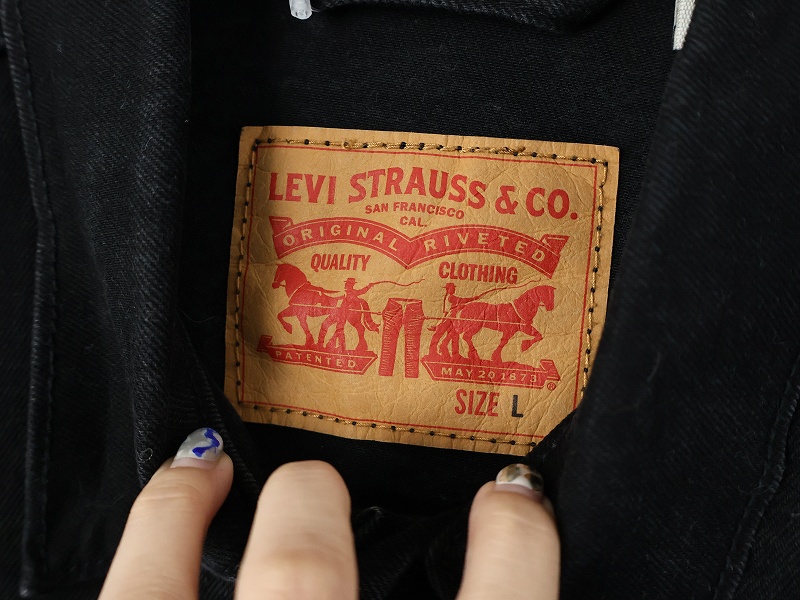 LEVI STRAUSS & CO.
SAN FRANCISCO
CAL.
ORIGINAL RIVETED
QUALITY CLOTHING
PATENTED MAY 20 1873 ®
SIZE L